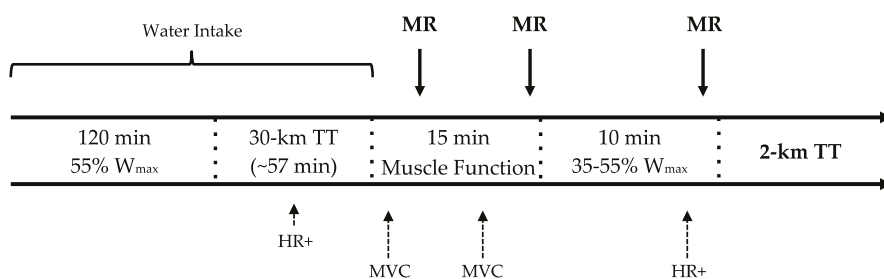 Water Intake
MR MR MR
120 min 30-km TT 15 min 10 min
55% Wmax (~57 min) Muscle Function 35-55% Wmax 2-km TT
HR+
MVC MVC HR+